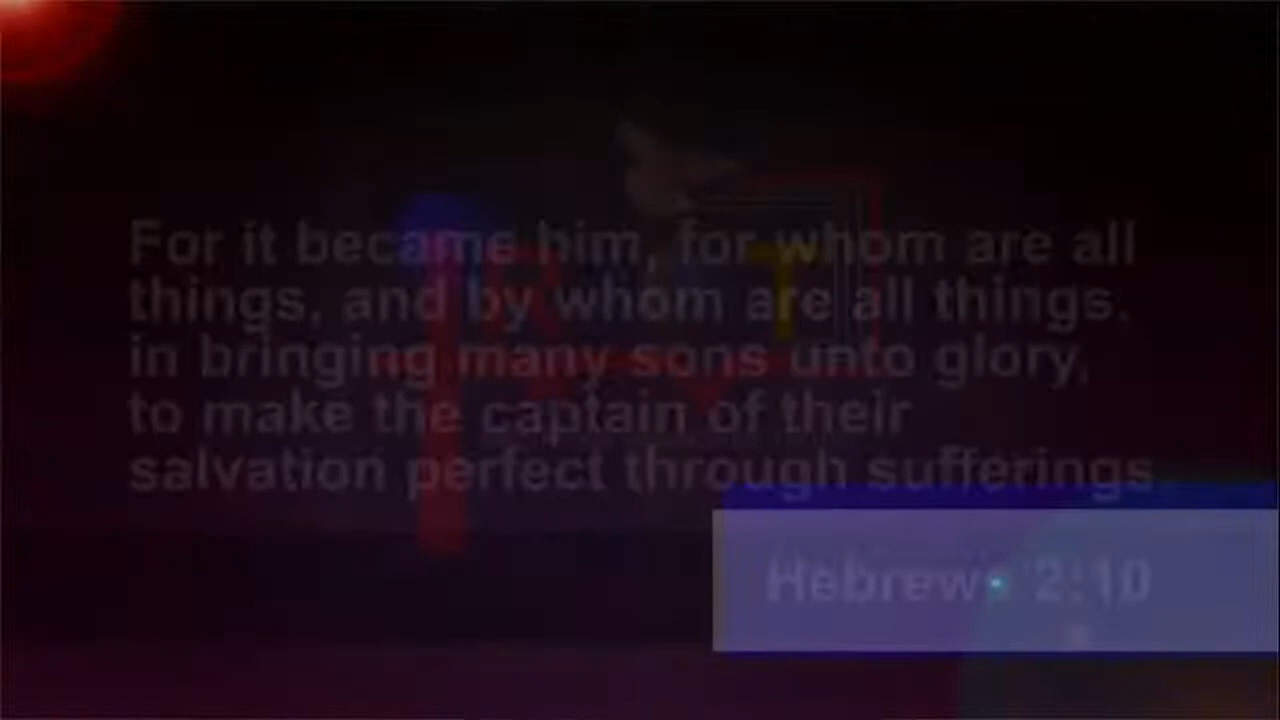 For it became him, for whom are all
things, and by whom are all things,
in bringing many sons unto glory,
to make the captain of their
salvation perfect through sufferings
Hebrews 2:10